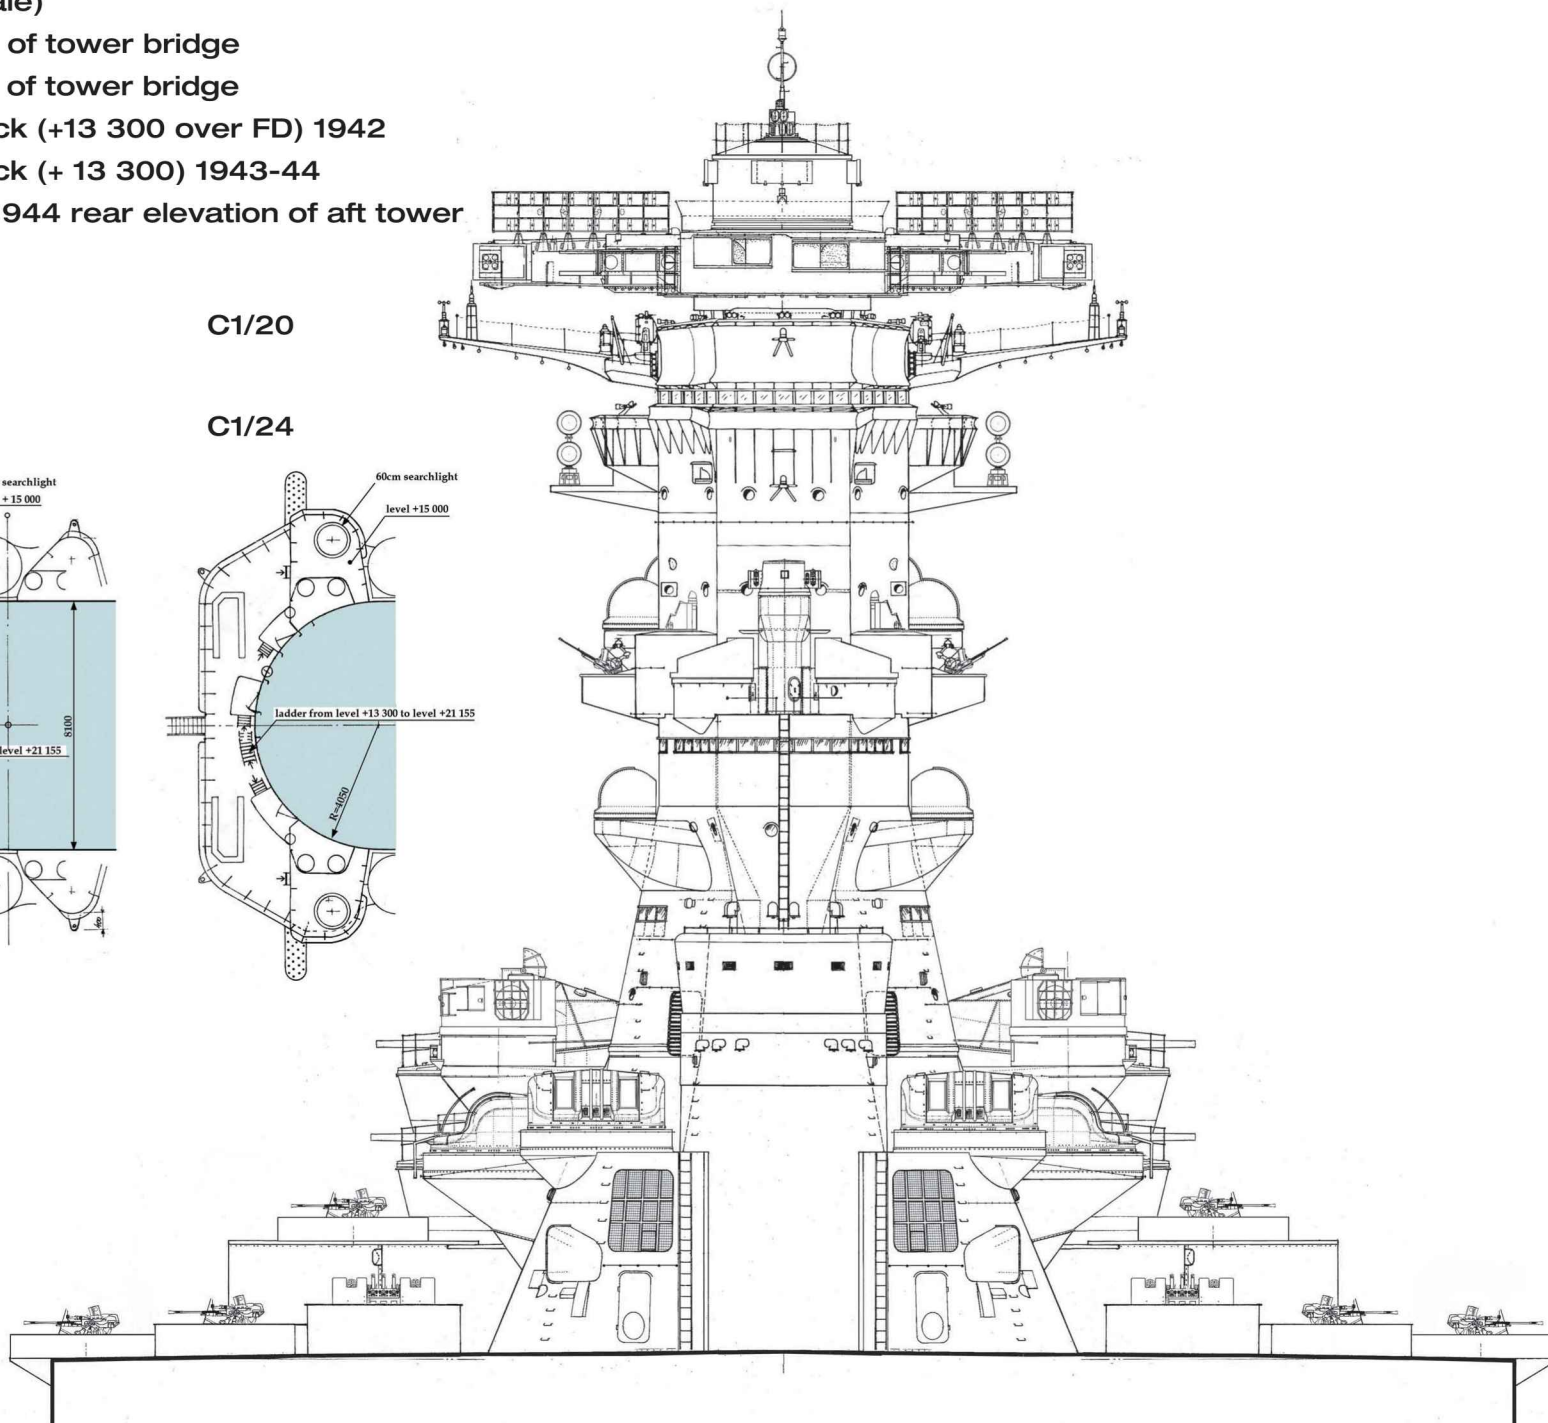 ale)
of tower bridge
of tower bridge
ck (+13 300 over FD) 1942
ck (+ 13 300) 1943-44
944 rear elevation of aft tower
C1/20
C1/24
searchlight
+ 15 000
60cm searchlight
level +15 000
8100
level +21 155
ladder from level +13 300 to level +21 155
R=4050